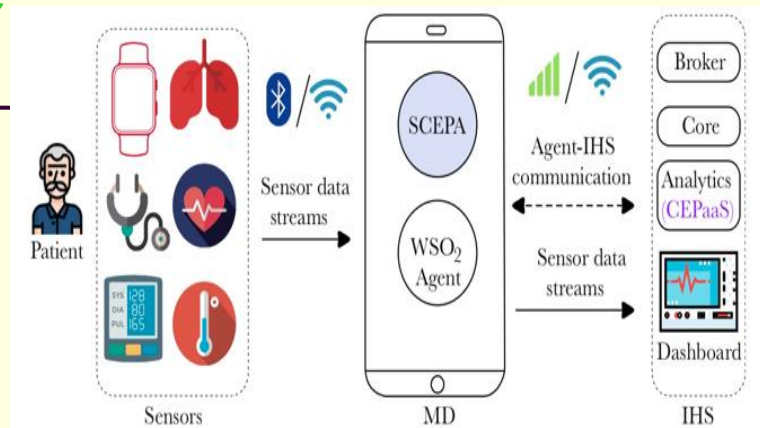 Patient
SYS 128
DIA 80
PUL 165
Sensors
Sensor data
streams
SCEPA
WSO₂
Agent
MD
Agent-IHS
communication
Sensor data
streams
Broker
Core
Analytics
(CEPaaS)
Dashboard
IHS